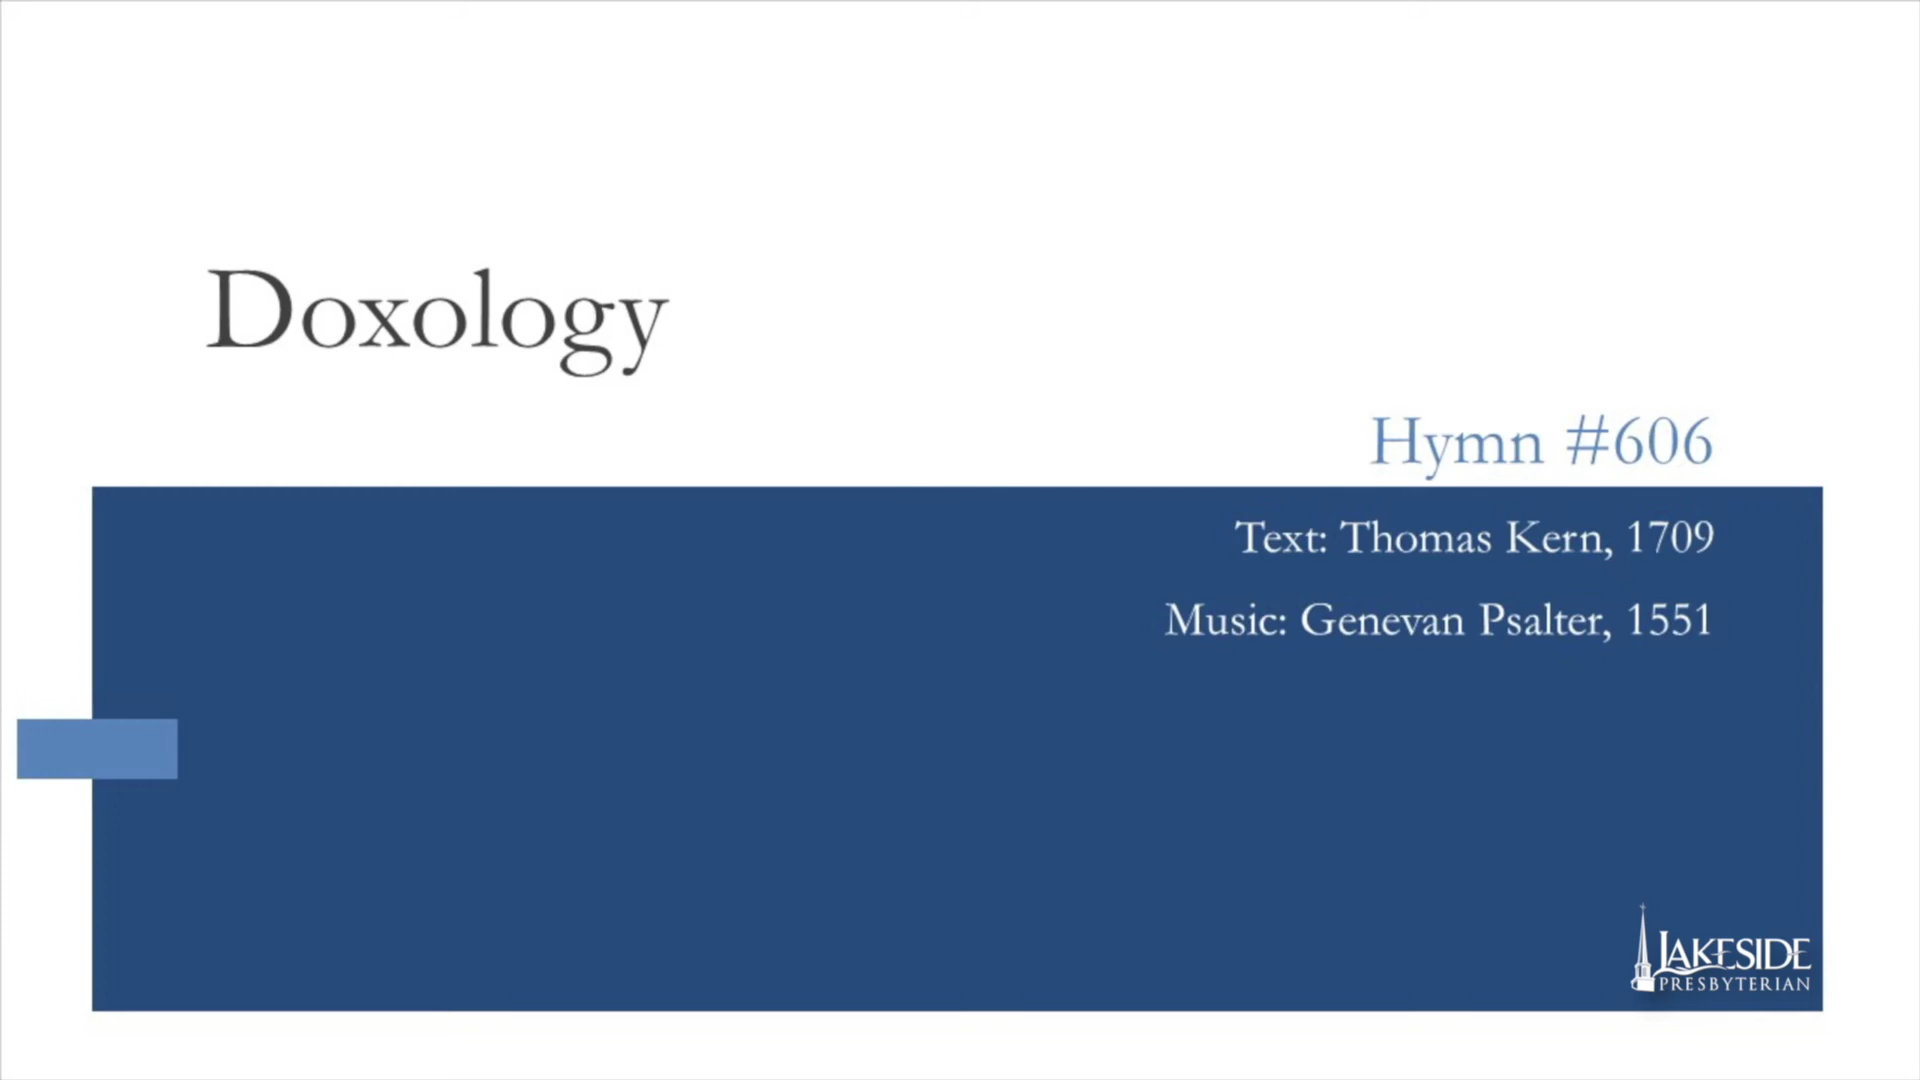 Doxology
Hymn #606
Text: Thomas Kern, 1709
Music: Genevan Psalter, 1551
LAKESIDE
PRESBYTERIAN